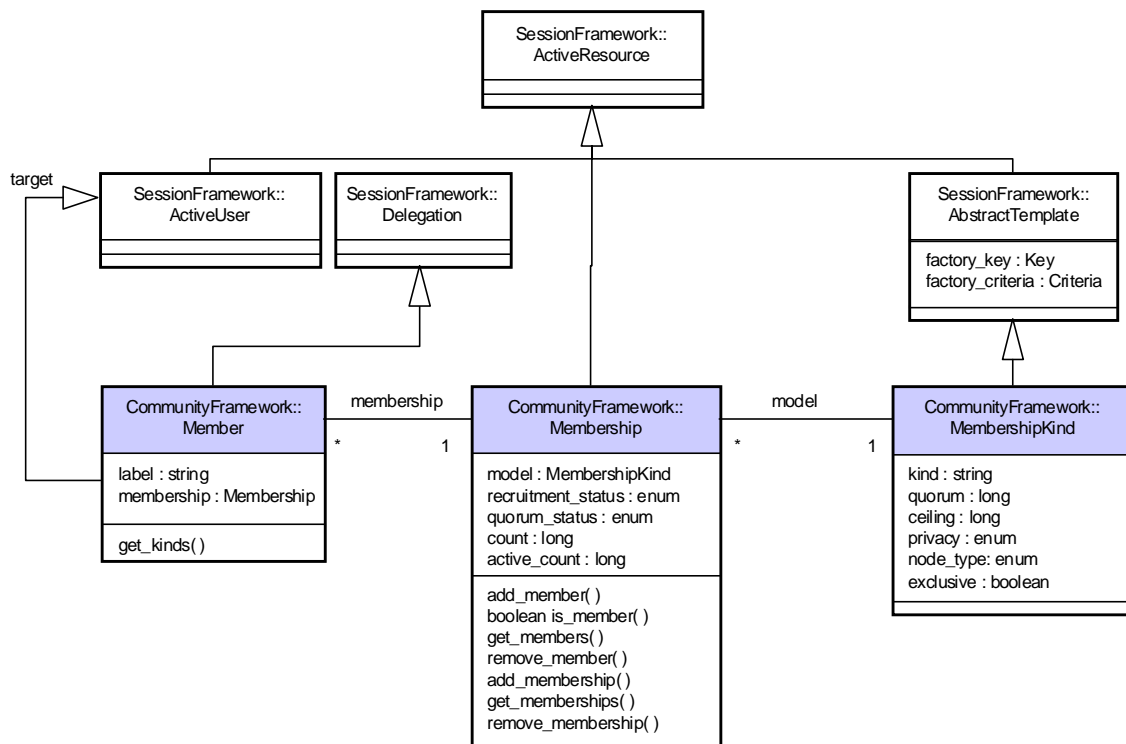 SessionFramework::
ActiveResource
target
SessionFramework::
ActiveUser
SessionFramework::
Delegation
SessionFramework::
AbstractTemplate
factory_key : Key
factory_criteria : Criteria
CommunityFramework::
Member
label : string
membership : Membership
get_kinds( )
membership
*
1
CommunityFramework::
Membership
model : MembershipKind
recruitment_status : enum
quorum_status : enum
count : long
active_count : long
add_member( )
boolean is_member( )
get_members( )
remove_member( )
add_membership( )
get_memberships( )
remove_membership( )
model
*
1
CommunityFramework::
MembershipKind
kind : string
quorum : long
ceiling : long
privacy : enum
node_type: enum
exclusive : boolean